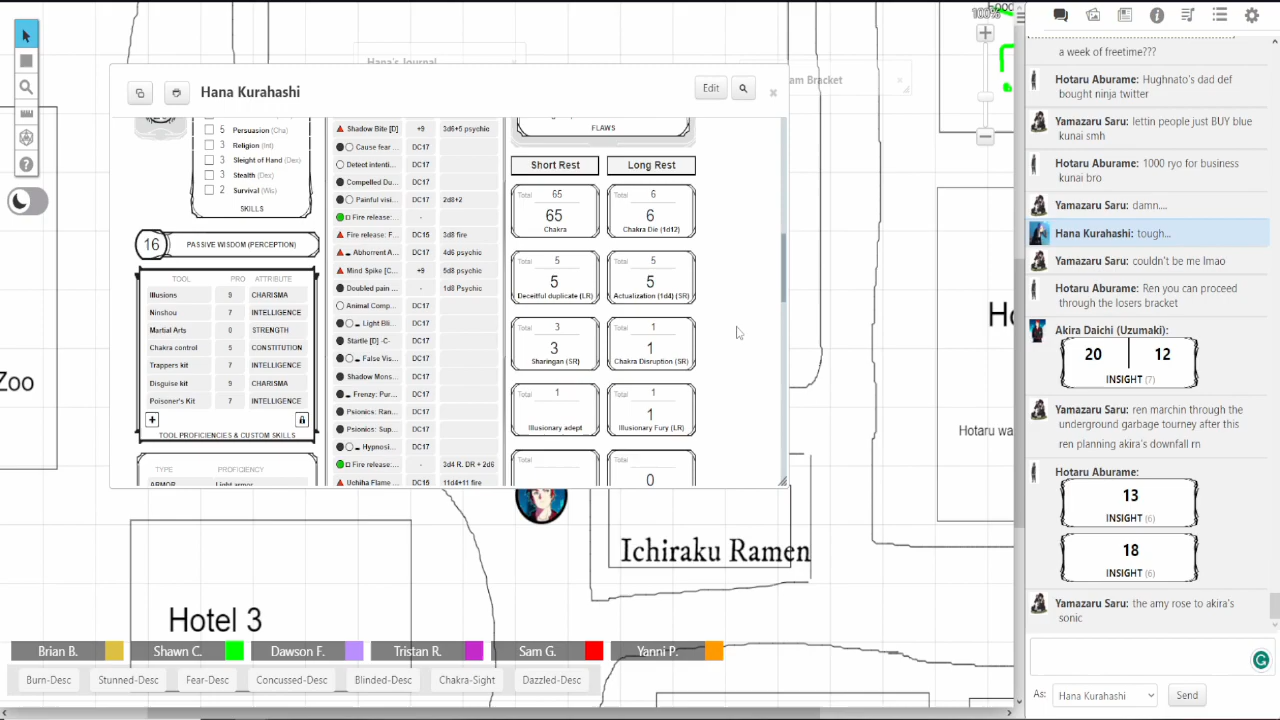 100%
Hana's Journal
am Bracket
Hana Kurahashi
Edit
5 Persuasion (Cha)
3 Religion (Int)
3 Sleight of Hand (Dex)
3 Stealth (Dex)
2 Survival (Wis)
SKILLS
16 PASSIVE WISDOM (PERCEPTION)
TOOL PRO ATTRIBUTE
Illusions 9 CHARISMA
Ninshou 7 INTELLIGENCE
Martial Arts 0 STRENGTH
Chakra control 5 CONSTITUTION
Trappers kit 7 INTELLIGENCE
Disguise kit 9 CHARISMA
Poisoner's Kit 7 INTELLIGENCE
TOOL PROFICIENCIES & CUSTOM SKILLS
TYPE PROFICIENCY
ARMOR Light armor
Shadow Bite [D] +9 3d6+5 psychic
Cause fear ... DC17
Detect intenti... DC17
Compelled Du... DC17
Painful visi... DC17 2d8+2
Fire release: ... -
Fire release: F... DC16 3d8 fire
Abhorrent A... DC17 4d6 psychic
Mind Spike [C... +9 5d8 psychic
Doubled pain ... - 1d8 Psychic
Animal Comp... DC17
Light Bli... DC17
Startle [D] -C- DC17
False Vis... DC17
Shadow Mons... DC17
Frenzy: Pur... DC17
Psionics: Ran... DC17
Psionics: Sup... DC17
Hypnosi... DC17
Fire release:... - 3d4 R. DR + 2d6
Uchiha Flame ... DC16 11d4+11 fire
FLAWS
Short Rest Long Rest
Total 65
65
Chakra
Total 6
6
Chakra Die (1d12)
Total 5
5
Deceitful duplicate (LR)
Total 5
5
Actualization (1d4) (SR)
Total 3
3
Sharingan (SR)
Total 1
1
Chakra Disruption (SR)
Total 1
Illusionary adept
Total 1
1
Illusionary Fury (LR)
Total
Total
0
Zoo
Ho
Hotaru wa
Ichiraku Ramen
Hotel 3
Brian B. Shawn C. Dawson F. Tristan R. Sam G. Yanni P.
Burn-Desc Stunned-Desc Fear-Desc Concussed-Desc Blinded-Desc Chakra-Sight Dazzled-Desc
a week of freetime???
Hotaru Aburame: Hughnato's dad def
bought ninja twitter
Yamazaru Saru: lettin people just BUY blue
kunai smh
Hotaru Aburame: 1000 ryo for business
kunai bro
Yamazaru Saru: damn....
Hana Kurahashi: tough...
Yamazaru Saru: couldn't be me lmao
Hotaru Aburame: Ren you can proceed
through the losers bracket
Akira Daichi (Uzumaki):
20 12
INSIGHT (7)
Yamazaru Saru: ren marchin through the
underground garbage tourney after this
ren planning akira's downfall rn
Hotaru Aburame:
13
INSIGHT (6)
18
INSIGHT (6)
Yamazaru Saru: the amy rose to akira's
sonic
As: Hana Kurahashi Send